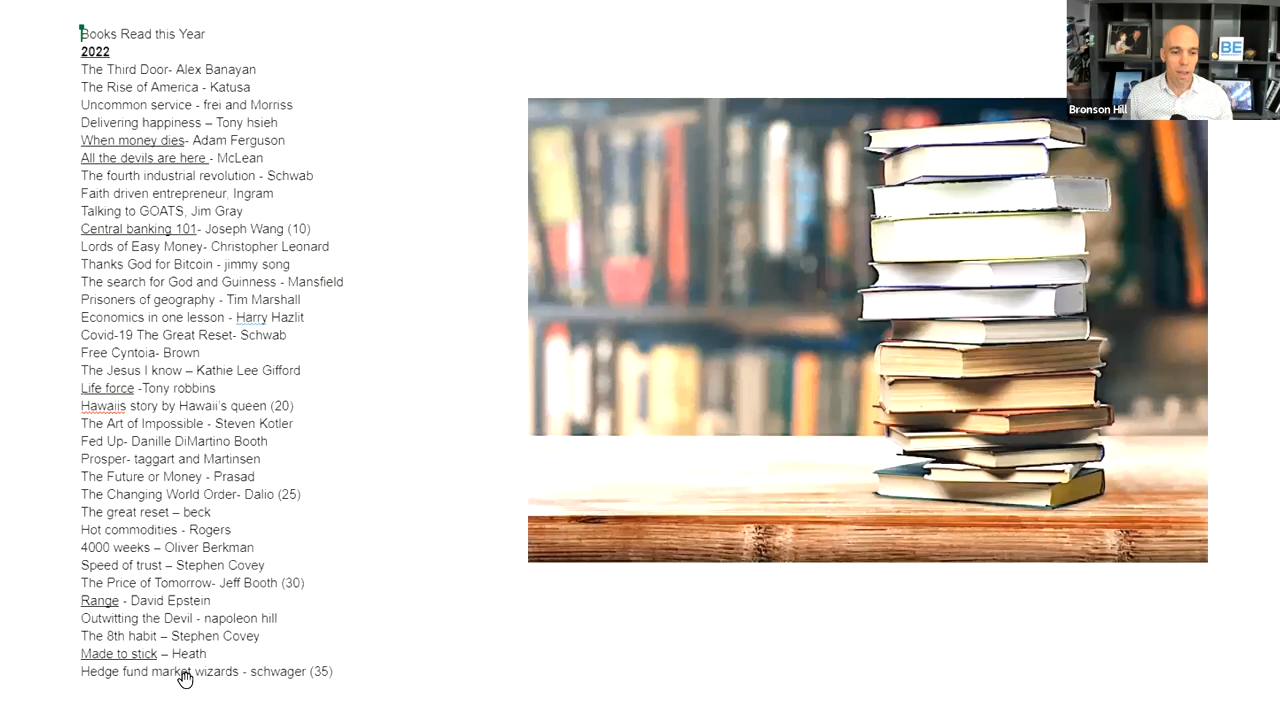 Books Read this Year
2022
The Third Door- Alex Banayan
The Rise of America - Katusa
Uncommon service - frei and Morriss
Delivering happiness – Tony hsieh
When money dies- Adam Ferguson
All the devils are here - McLean
The fourth industrial revolution - Schwab
Faith driven entrepreneur, Ingram
Talking to GOATS, Jim Gray
Central banking 101- Joseph Wang (10)
Lords of Easy Money- Christopher Leonard
Thanks God for Bitcoin - jimmy song
The search for God and Guinness - Mansfield
Prisoners of geography - Tim Marshall
Economics in one lesson - Harry Hazlit
Covid-19 The Great Reset- Schwab
Free Cyntoia- Brown
The Jesus I know – Kathie Lee Gifford
Life force -Tony robbins
Hawaiis story by Hawaii's queen (20)
The Art of Impossible - Steven Kotler
Fed Up- Danille DiMartino Booth
Prosper- taggart and Martinsen
The Future or Money - Prasad
The Changing World Order- Dalio (25)
The great reset – beck
Hot commodities - Rogers
4000 weeks – Oliver Berkman
Speed of trust – Stephen Covey
The Price of Tomorrow- Jeff Booth (30)
Range - David Epstein
Outwitting the Devil - napoleon hill
The 8th habit – Stephen Covey
Made to stick – Heath
Hedge fund market wizards - schwager (35)
BE
Bronson Hill